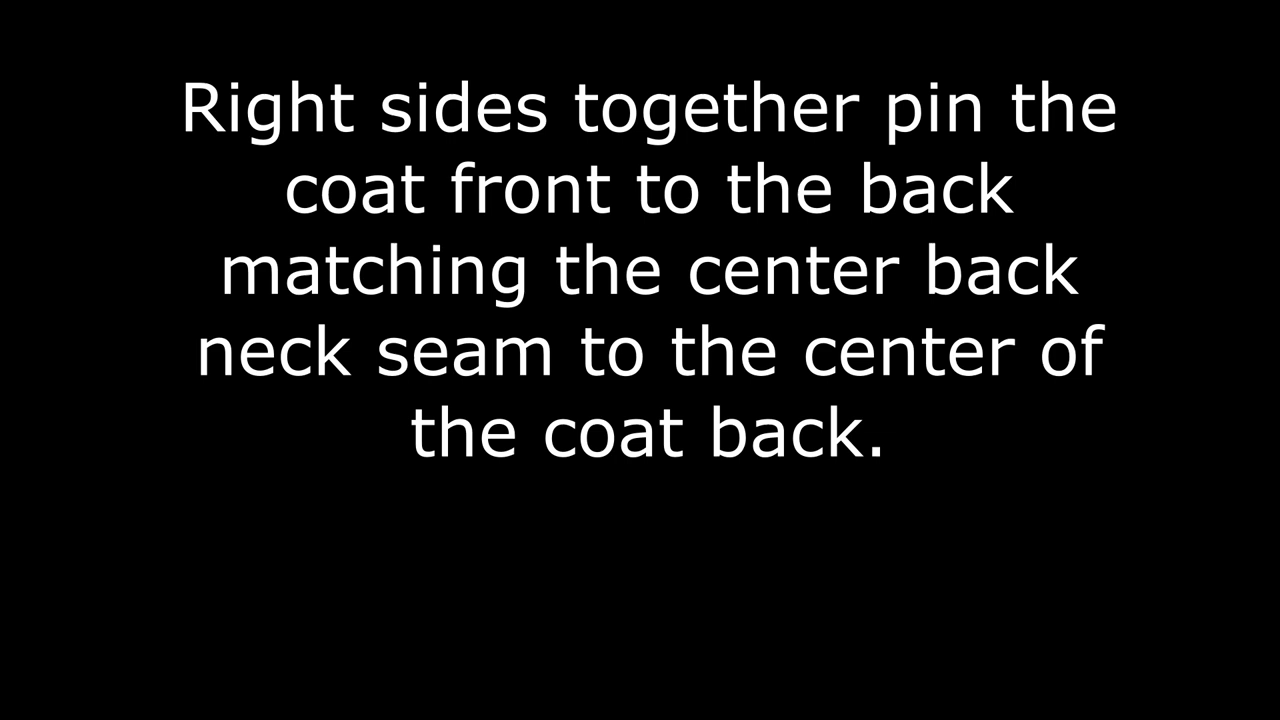 Right sides together pin the
coat front to the back
matching the center back
neck seam to the center of
the coat back.